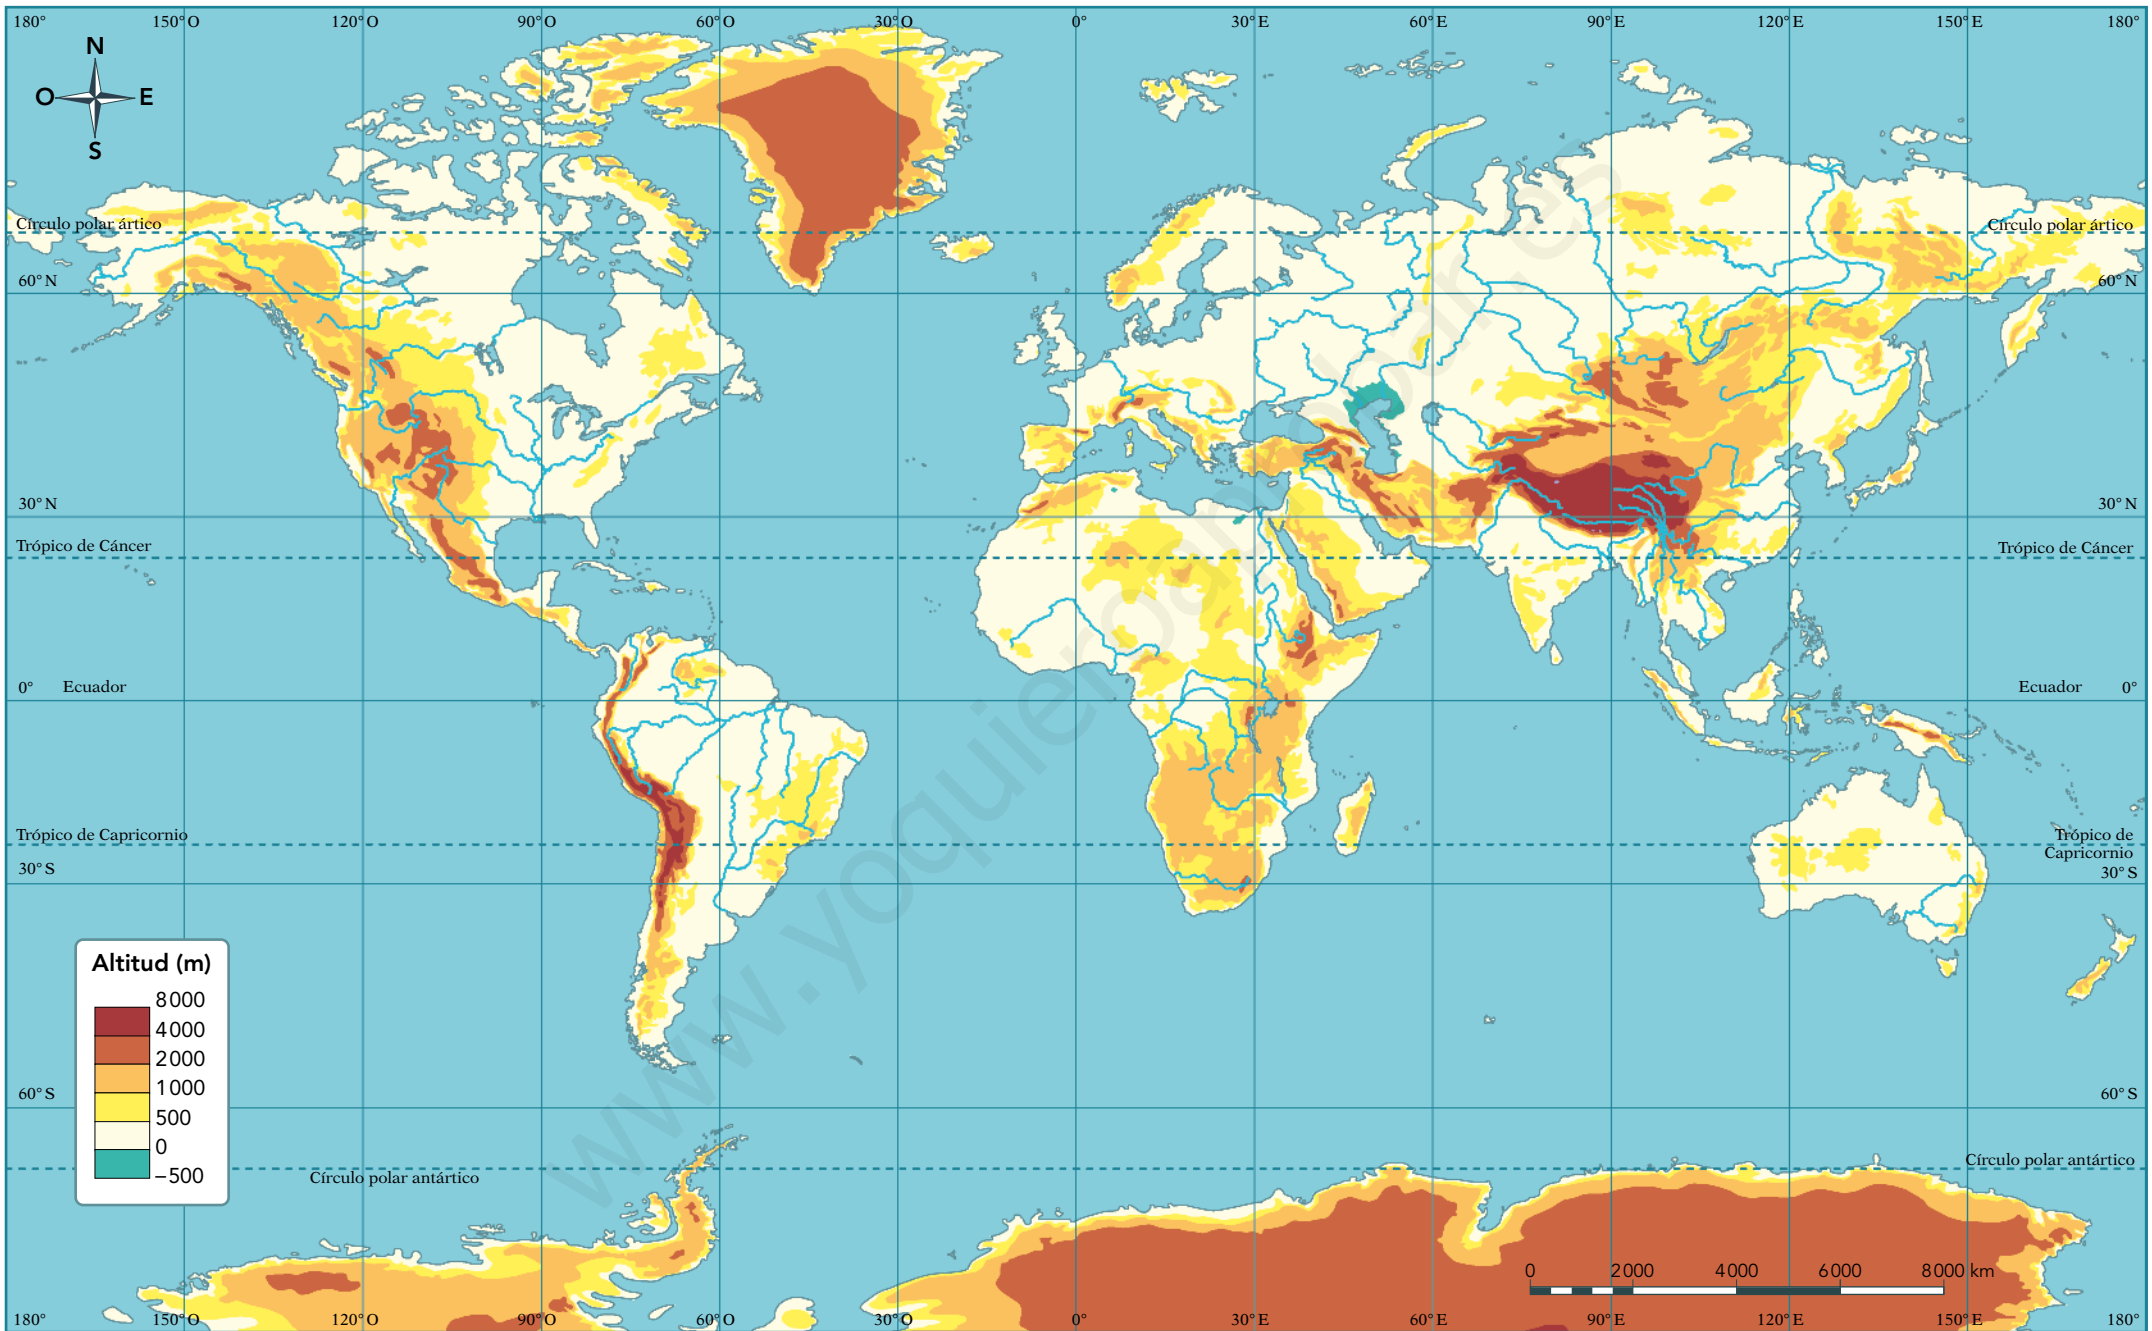 180° 150°O 120°O 90°O 60°O 30°O 0° 30°E 60°E 90°E 120°E 150°E 180°
N
O E
S
Círculo polar ártico Círculo polar ártico
60°N 60°N
30°N 30°N
Trópico de Cáncer Trópico de Cáncer
0° Ecuador Ecuador 0°
Trópico de Capricornio Trópico de
Capricornio
30°S 30°S
Altitud (m)
8000
4000
2000
1000
500
0
−500
60°S 60°S
Círculo polar antártico Círculo polar antártico
0 2000 4000 6000 8000 km
180° 150°O 120°O 90°O 60°O 30°O 0° 30°E 60°E 90°E 120°E 150°E 180°
www.yoquieroaprobar.es